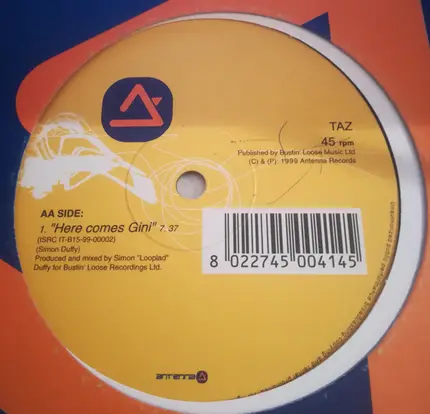 TAZ
45 rpm
Published by Bustin' Loose Music Ltd.
(C) & (P): 1999 Antenna Records
AA SIDE:
1. "Here comes Gini" 7. 37
(ISRC IT-B15-99-00002)
(Simon Duffy)
Produced and mixed by Simon "Looplad"
Duffy for Bustin' Loose Recordings Ltd.
8 022745 004145
antenna